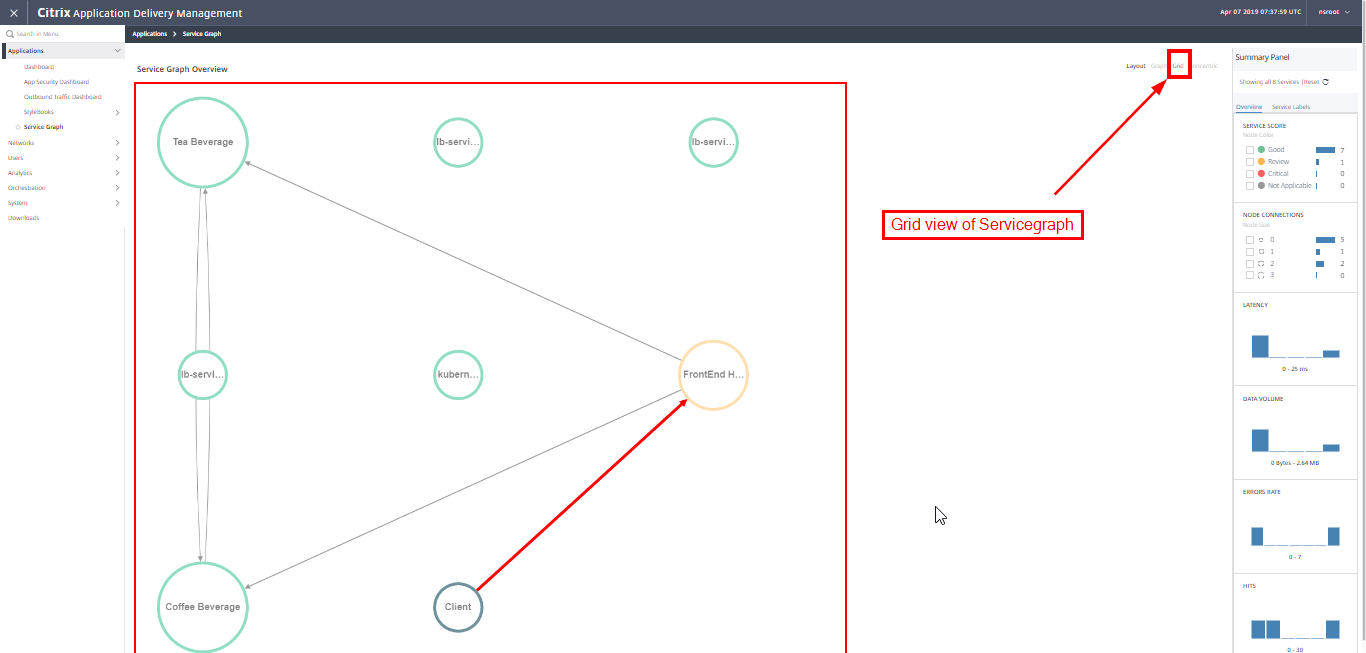 Citrix Application Delivery Management
Apr 07 2019 07:37:59 UTC
nsroot
Search in Menu
Applications
Dashboard
App Security Dashboard
Outbound Traffic Dashboard
StyleBooks
Service Graph
Networks
Users
Analytics
Orchestration
System
Downloads
Applications > Service Graph
Service Graph Overview
Layout Graph Grid
Tea Beverage
lb-servi...
lb-servi...
Grid view of Servicegraph
lb-servi...
kubern...
FrontEnd H...
Coffee Beverage
Client
Summary Panel
Showing all 8 Services |Reset
Overview Service Labels
SERVICE SCORE
Node Color
Good 7
Review 1
Critical 0
Not Applicable 0
NODE CONNECTIONS
Node Size
0 5
1 1
2 2
3 0
LATENCY
0 - 25 ms
DATA VOLUME
0 Bytes - 2.64 MB
ERRORS RATE
0 - 7
HITS
0 - 30